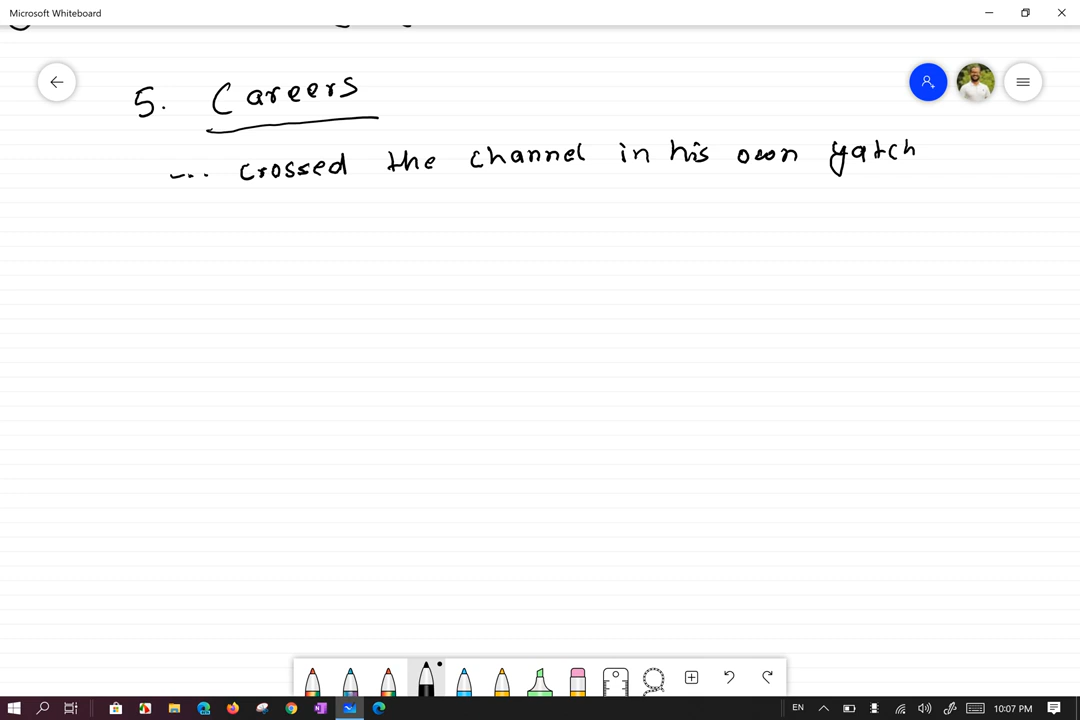 Microsoft Whiteboard
5. Careers
... crossed the channel in his own yatch
EN
10:07 PM